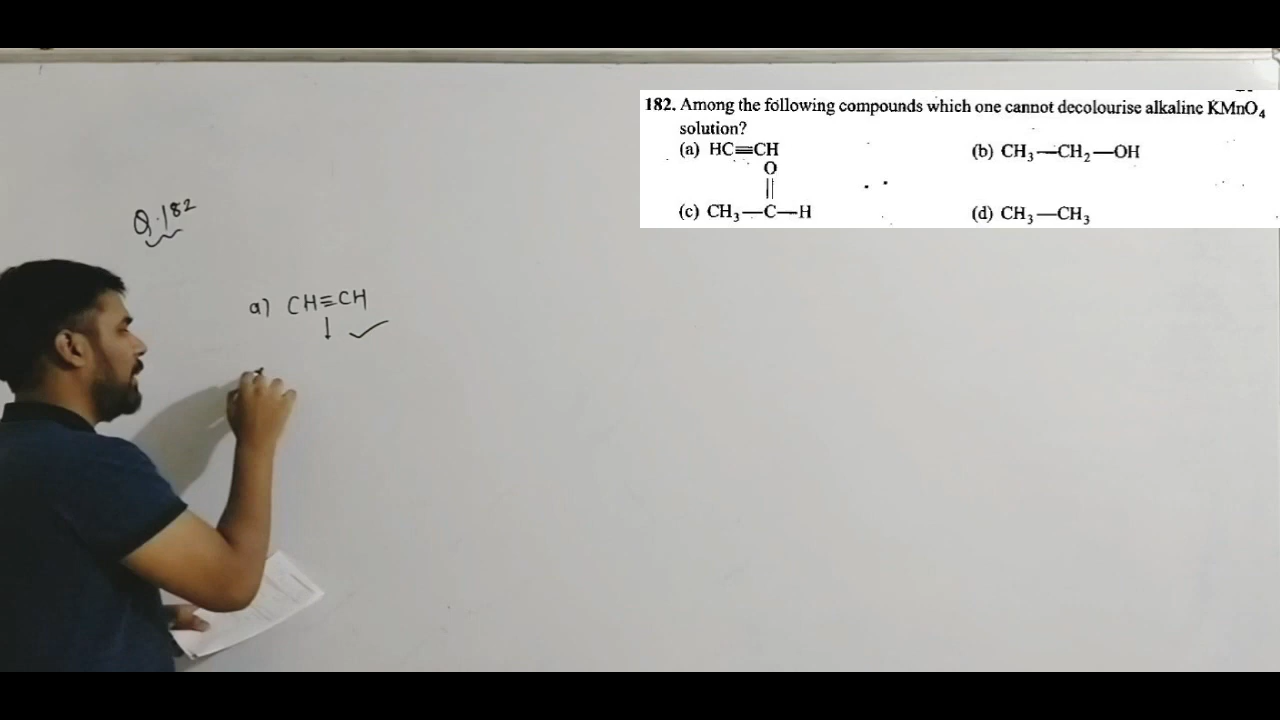 182. Among the following compounds which one cannot decolourise alkaline KMnO₄
solution?
(a) HC≡CH
(b) CH₃—CH₂—OH
O
||
(c) CH₃—C—H
(d) CH₃—CH₃
Q.182
a) CH≡CH